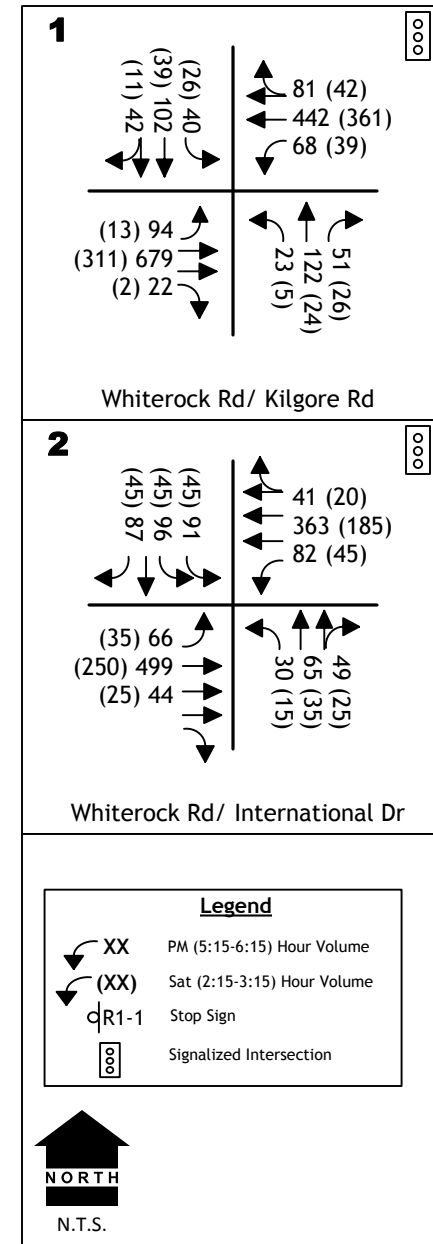 1
(11) 42
(39) 102
(26) 40
81 (42)
442 (361)
68 (39)
(13) 94
(311) 679
(2) 22
23 (5)
122 (24)
51 (26)
Whiterock Rd/ Kilgore Rd
2
(45) 87
(45) 96
(45) 91
41 (20)
363 (185)
82 (45)
(35) 66
(250) 499
(25) 44
30 (15)
65 (35)
49 (25)
Whiterock Rd/ International Dr
Legend
XX PM (5:15-6:15) Hour Volume
(XX) Sat (2:15-3:15) Hour Volume
R1-1 Stop Sign
Signalized Intersection
NORTH
N.T.S.